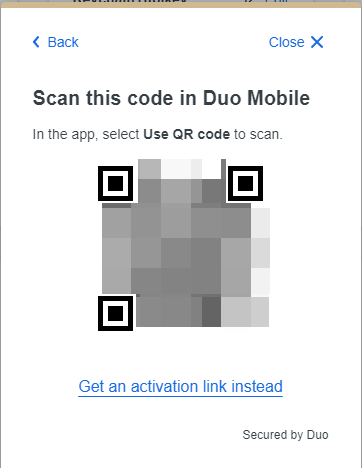 Back
Close
Scan this code in Duo Mobile
In the app, select Use QR code to scan.
Get an activation link instead
Secured by Duo